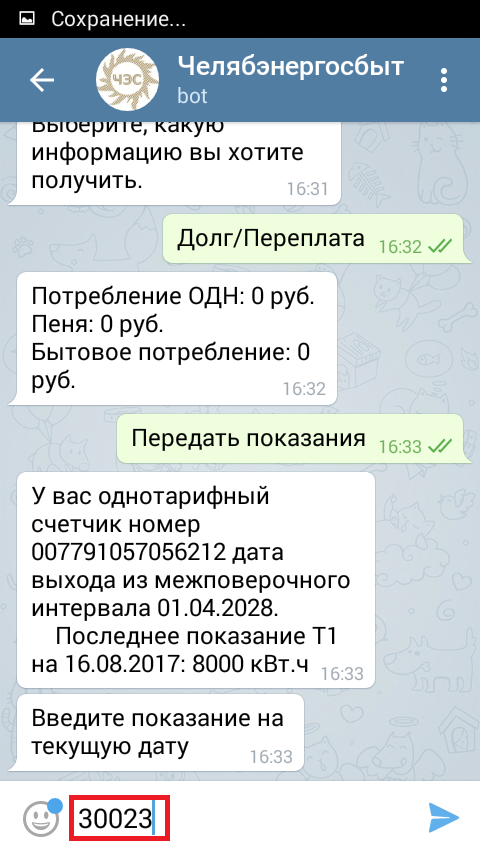 Сохранение...
Челябэнергосбыт
ЧЭС
bot
Выберите, какую
информацию вы хотите
получить.
16:31
Долг/Переплата 16:32
Потребление ОДН: 0 руб.
Пеня: 0 руб.
Бытовое потребление: 0
руб.
16:32
Передать показания 16:33
У вас однотарифный
счетчик номер
007791057056212 дата
выхода из межповерочного
интервала 01.04.2028.
Последнее показание Т1
на 16.08.2017: 8000 кВт.ч 16:33
Введите показание на
текущую дату 16:33
30023